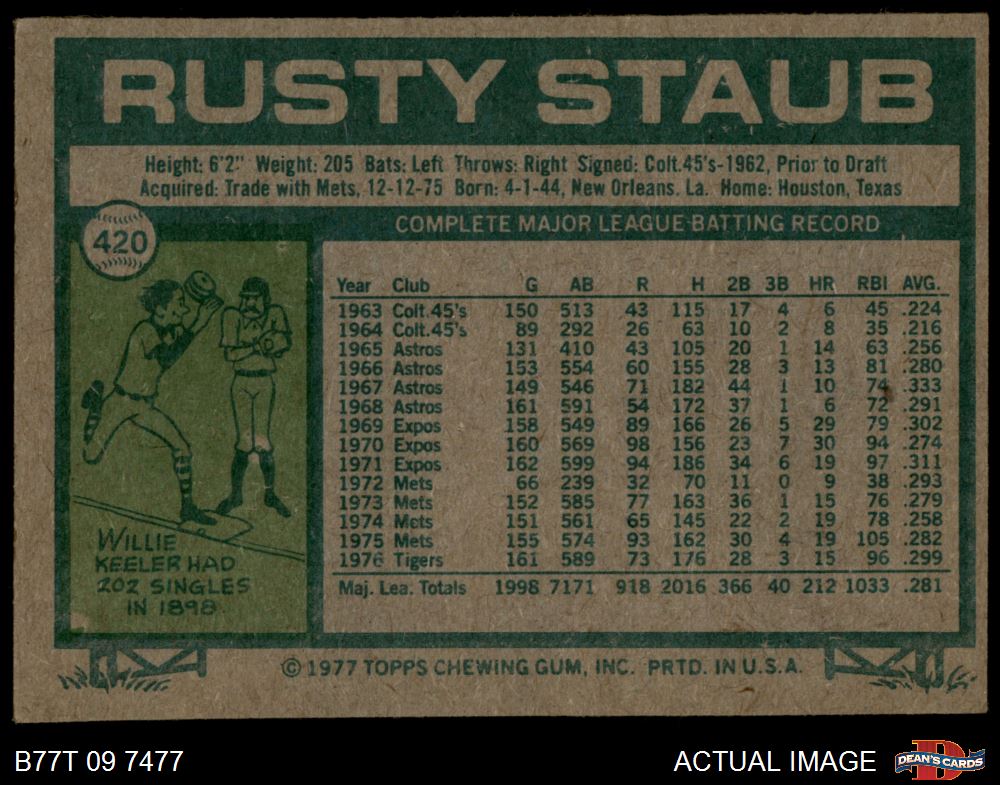 RUSTY STAUB
Height: 6'2" Weight: 205 Bats: Left Throws: Right Signed: Colt.45's-1962, Prior to Draft
Acquired: Trade with Mets, 12-12-75 Born: 4-1-44, New Orleans. La. Home: Houston, Texas
420
COMPLETE MAJOR LEAGUE BATTING RECORD
Year Club G AB R H 2B 3B HR RBI AVG.
1963 Colt.45's 150 513 43 115 17 4 6 45 .224
1964 Colt.45's 89 292 26 63 10 2 8 35 .216
1965 Astros 131 410 43 105 20 1 14 63 .256
1966 Astros 153 554 60 155 28 3 13 81 .280
1967 Astros 149 546 71 182 44 1 10 74 .333
1968 Astros 161 591 54 172 37 1 6 72 .291
1969 Expos 158 549 89 166 26 5 29 79 .302
1970 Expos 160 569 98 156 23 7 30 94 .274
1971 Expos 162 599 94 186 34 6 19 97 .311
1972 Mets 66 239 32 70 11 0 9 38 .293
1973 Mets 152 585 77 163 36 1 15 76 .279
1974 Mets 151 561 65 145 22 2 19 78 .258
1975 Mets 155 574 93 162 30 4 19 105 .282
1976 Tigers 161 589 73 176 28 3 15 96 .299
Maj. Lea. Totals 1998 7171 918 2016 366 40 212 1033 .281
WILLIE
KEELER HAD
202 SINGLES
IN 1898
© 1977 TOPPS CHEWING GUM, INC. PRTD. IN U.S.A.
B77T 09 7477
ACTUAL IMAGE
D
DEAN'S CARDS